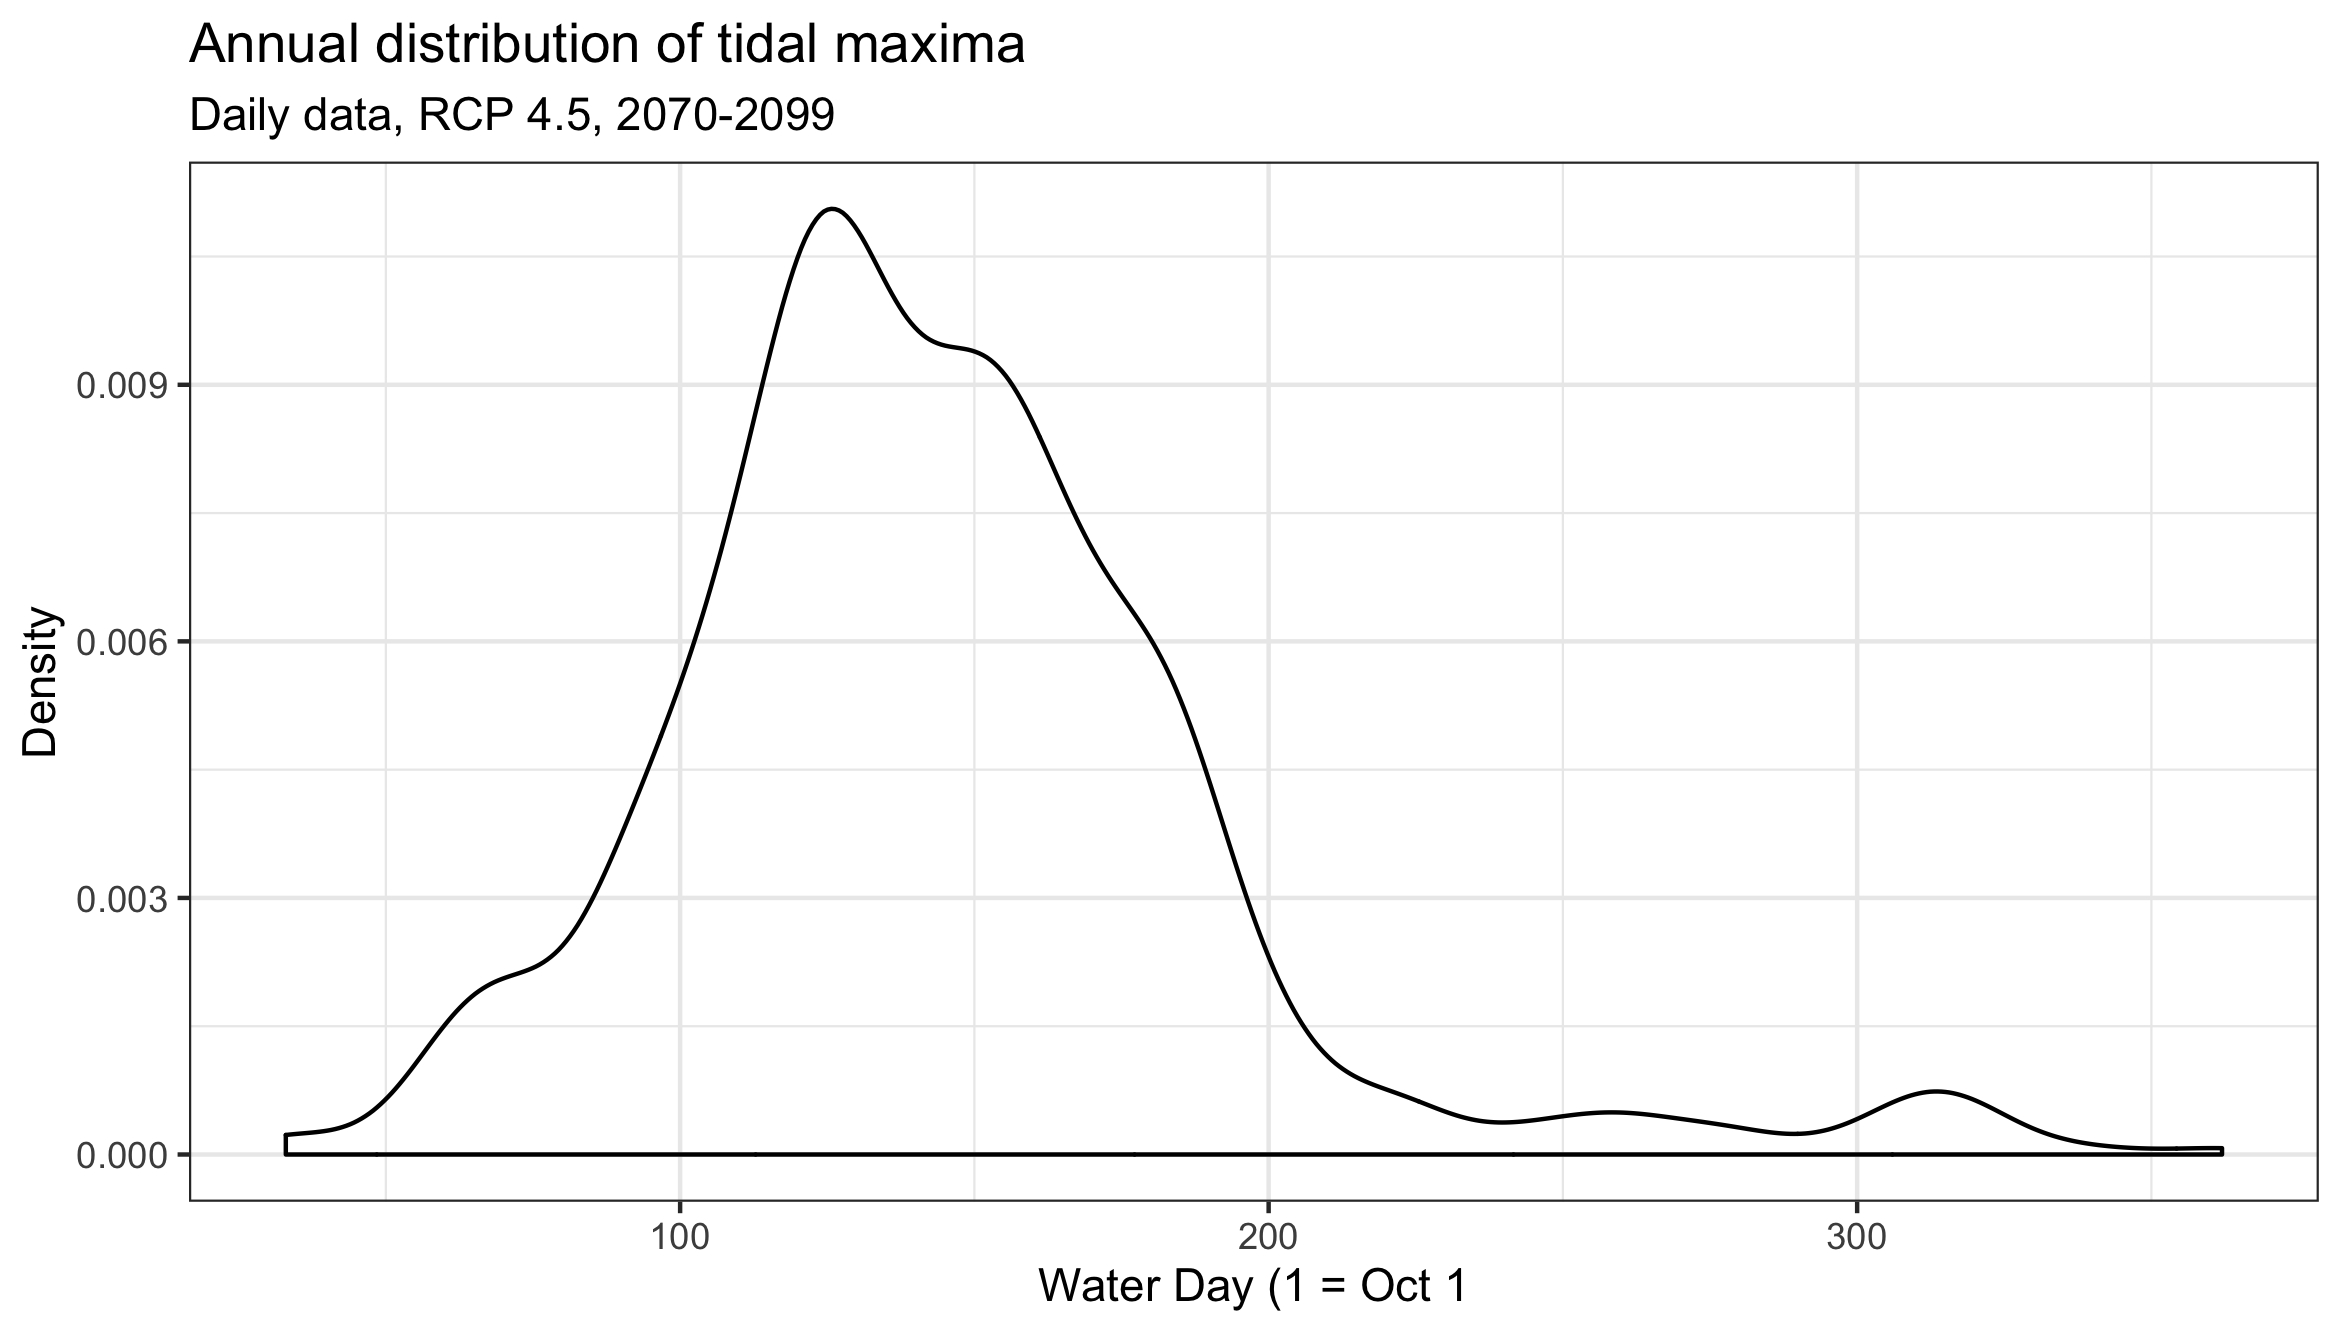 Annual distribution of tidal maxima
Daily data, RCP 4.5, 2070-2099
Density
0.009
0.006
0.003
0.000
100 200 300
Water Day (1 = Oct 1